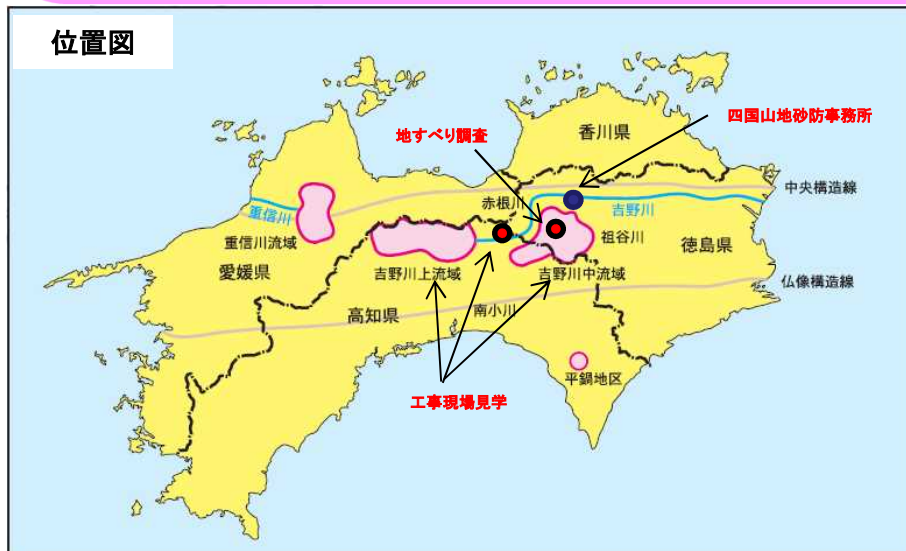 位置図
四国山地砂防事務所
香川県
地すべり調査
中央構造線
赤根川
吉野川
重信川
重信川流域
祖谷川
徳島県
愛媛県
吉野川上流域
吉野川中流域
仏像構造線
高知県
南小川
平鍋地区
工事現場見学